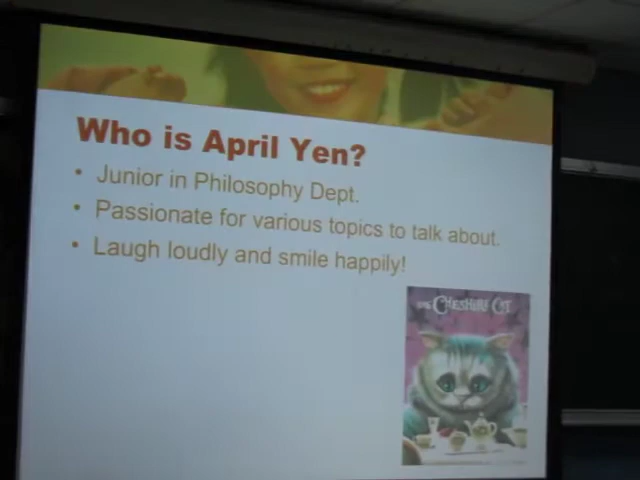 Who is April Yen?
• Junior in Philosophy Dept.
• Passionate for various topics to talk about.
• Laugh loudly and smile happily!
THE CHESHIRE CAT